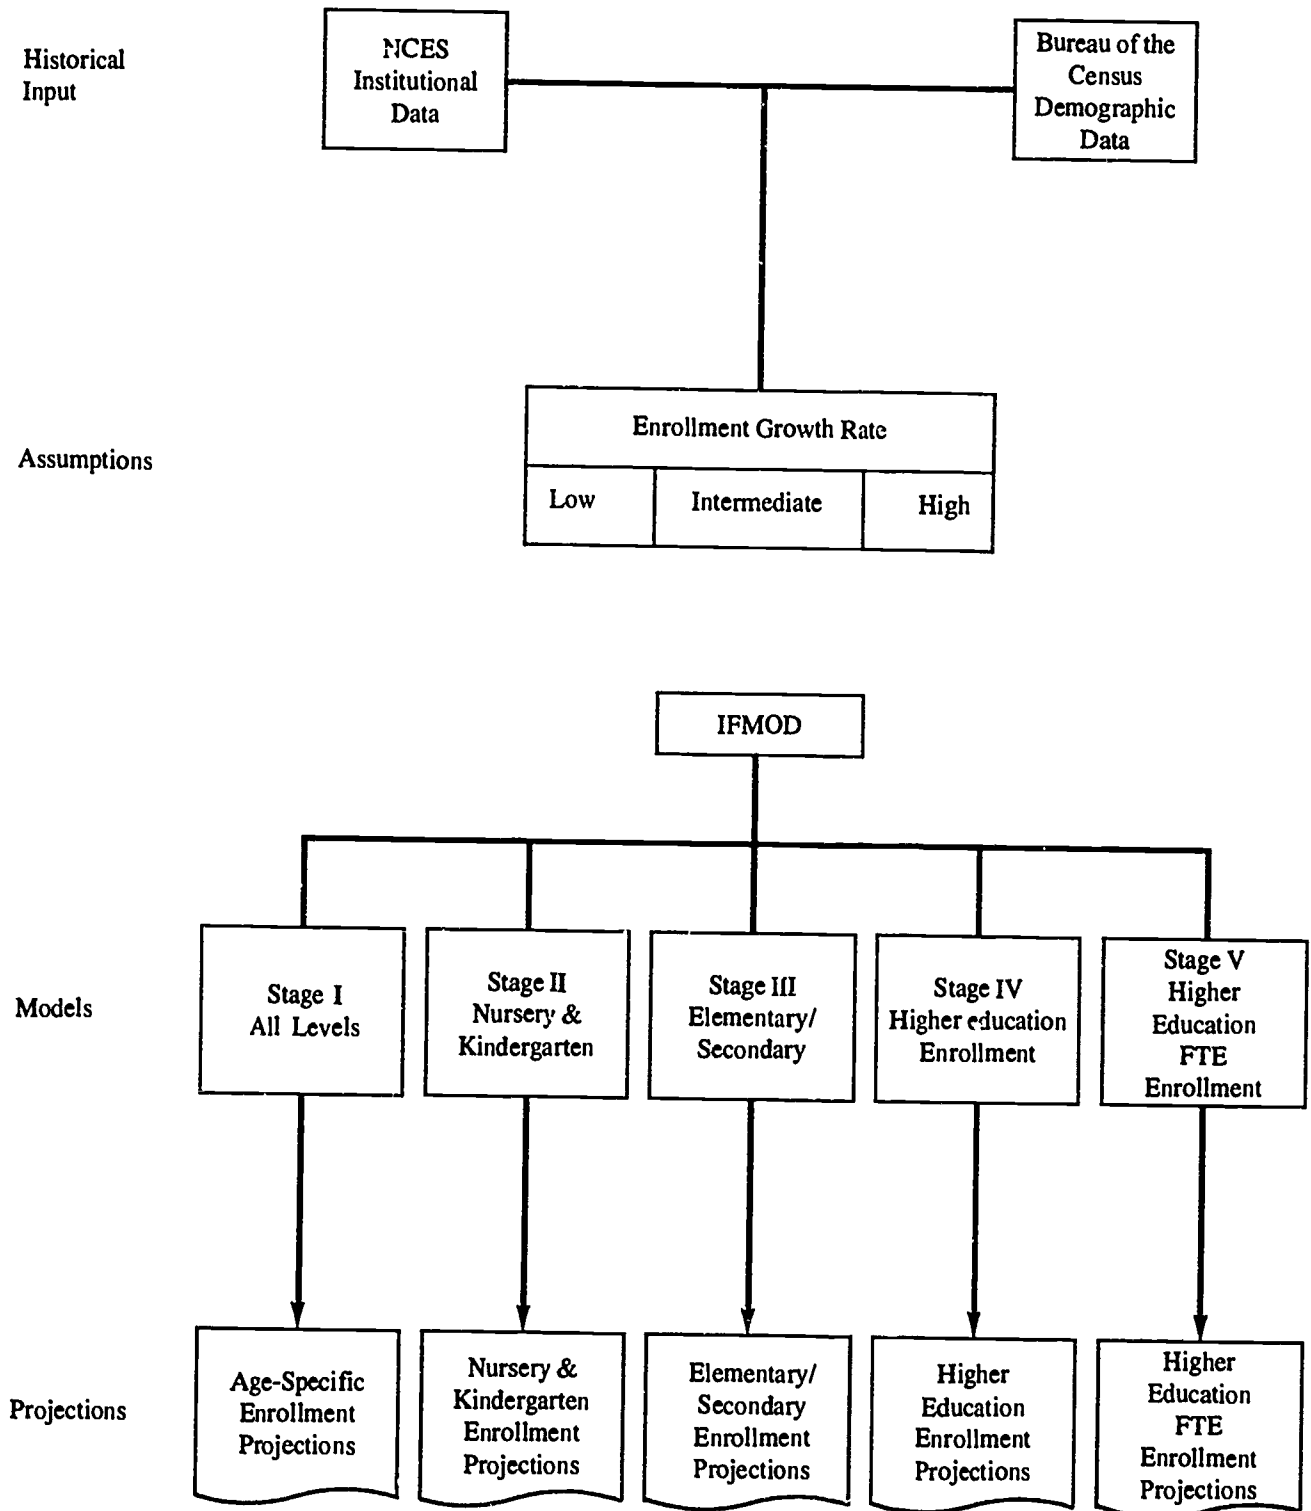 Historical
Input
NCES
Institutional
Data
Bureau of the
Census
Demographic
Data
Assumptions
Enrollment Growth Rate
Low
Intermediate
High
IFMOD
Models
Stage I
All Levels
Stage II
Nursery &
Kindergarten
Stage III
Elementary/
Secondary
Stage IV
Higher education
Enrollment
Stage V
Higher
Education
FTE
Enrollment
Projections
Age-Specific
Enrollment
Projections
Nursery &
Kindergarten
Enrollment
Projections
Elementary/
Secondary
Enrollment
Projections
Higher
Education
Enrollment
Projections
Higher
Education
FTE
Enrollment
Projections